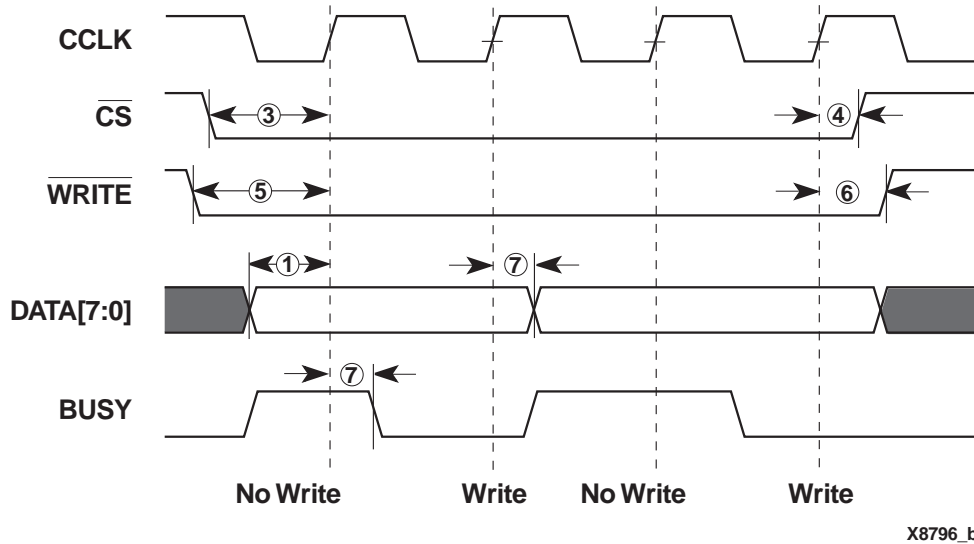 CCLK
CS
③
④
WRITE
⑤
⑥
DATA[7:0]
①
⑦
BUSY
⑦
No Write
Write
No Write
Write
X8796_b